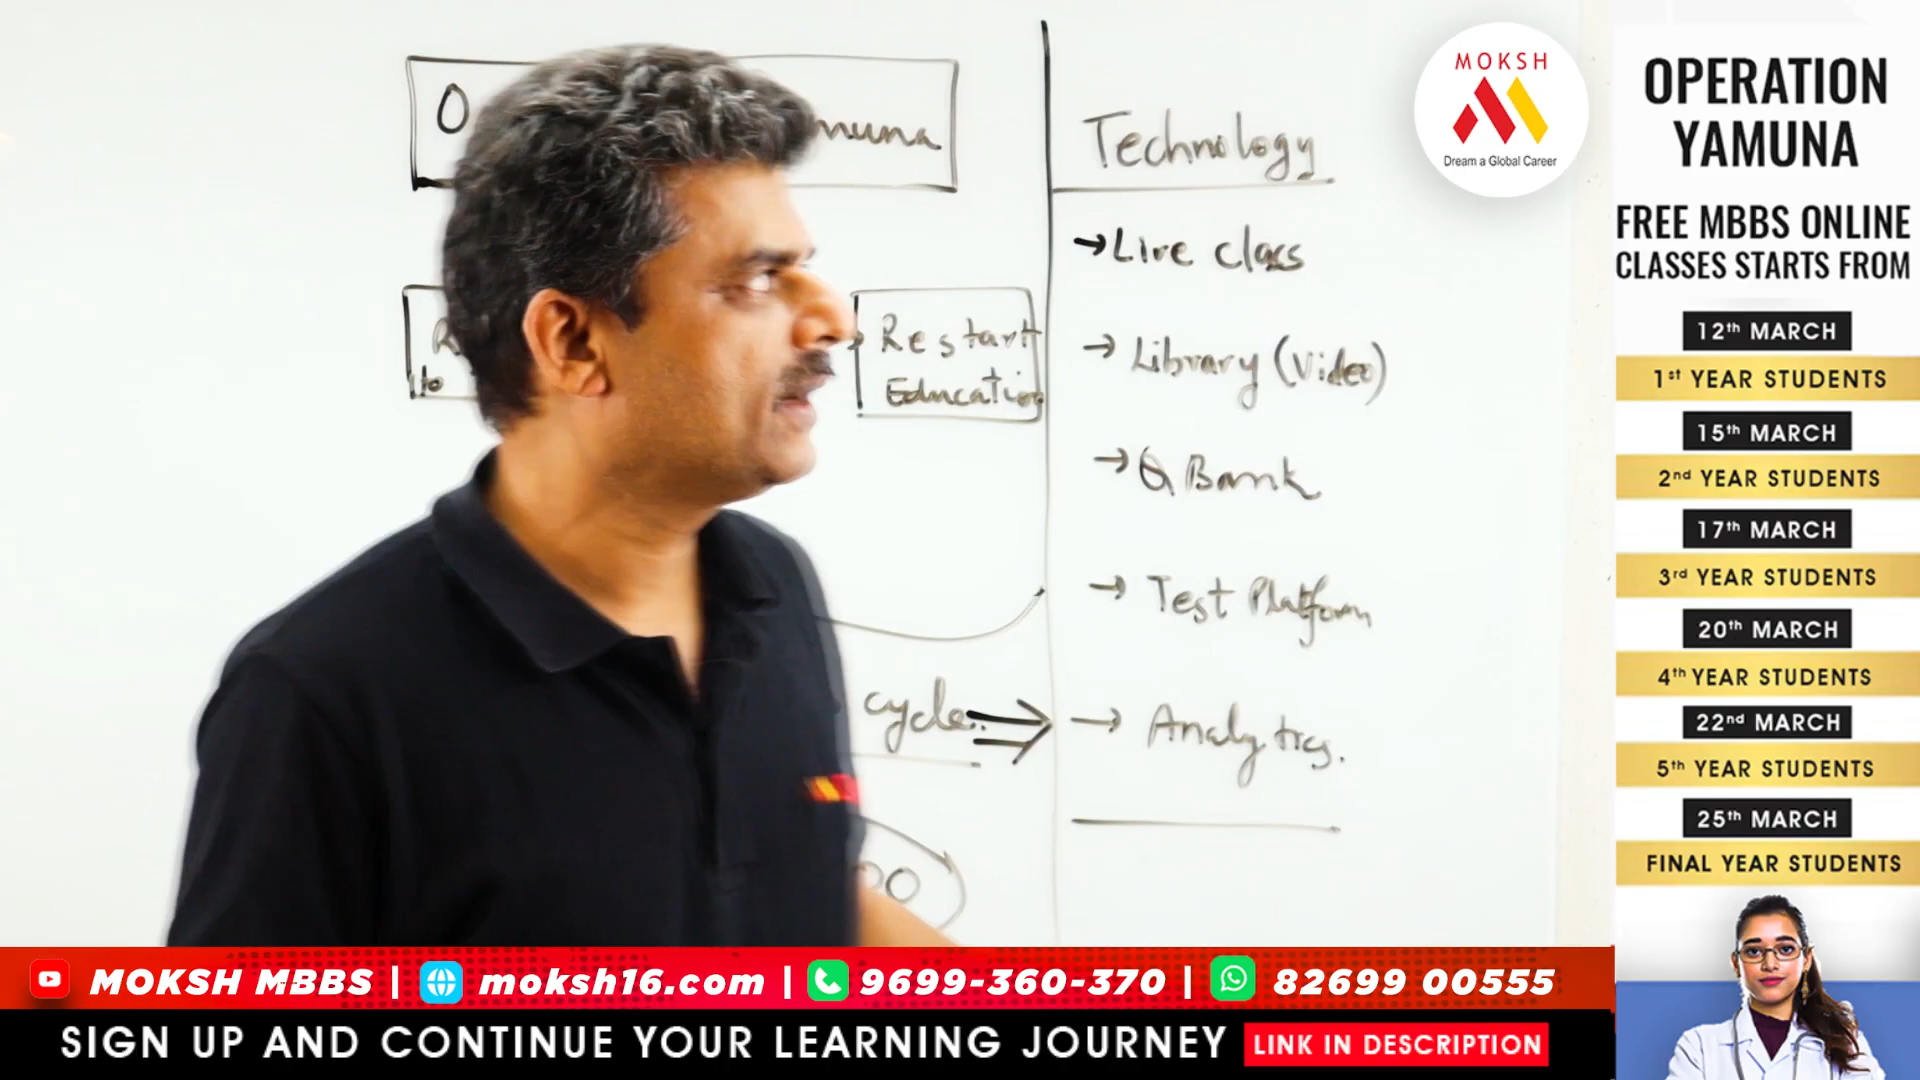 muna
Restart
Education
cycle.
Technology
→ Live class
→ Library (Video)
→ Q Bank
→ Test Platform
→ Analytics.
MOKSH
Dream a Global Career
OPERATION
YAMUNA
FREE MBBS ONLINE
CLASSES STARTS FROM
12th MARCH
1st YEAR STUDENTS
15th MARCH
2nd YEAR STUDENTS
17th MARCH
3rd YEAR STUDENTS
20th MARCH
4th YEAR STUDENTS
22nd MARCH
5th YEAR STUDENTS
25th MARCH
FINAL YEAR STUDENTS
MOKSH MBBS | moksh16.com | 9699-360-370 | 82699 00555
SIGN UP AND CONTINUE YOUR LEARNING JOURNEY LINK IN DESCRIPTION